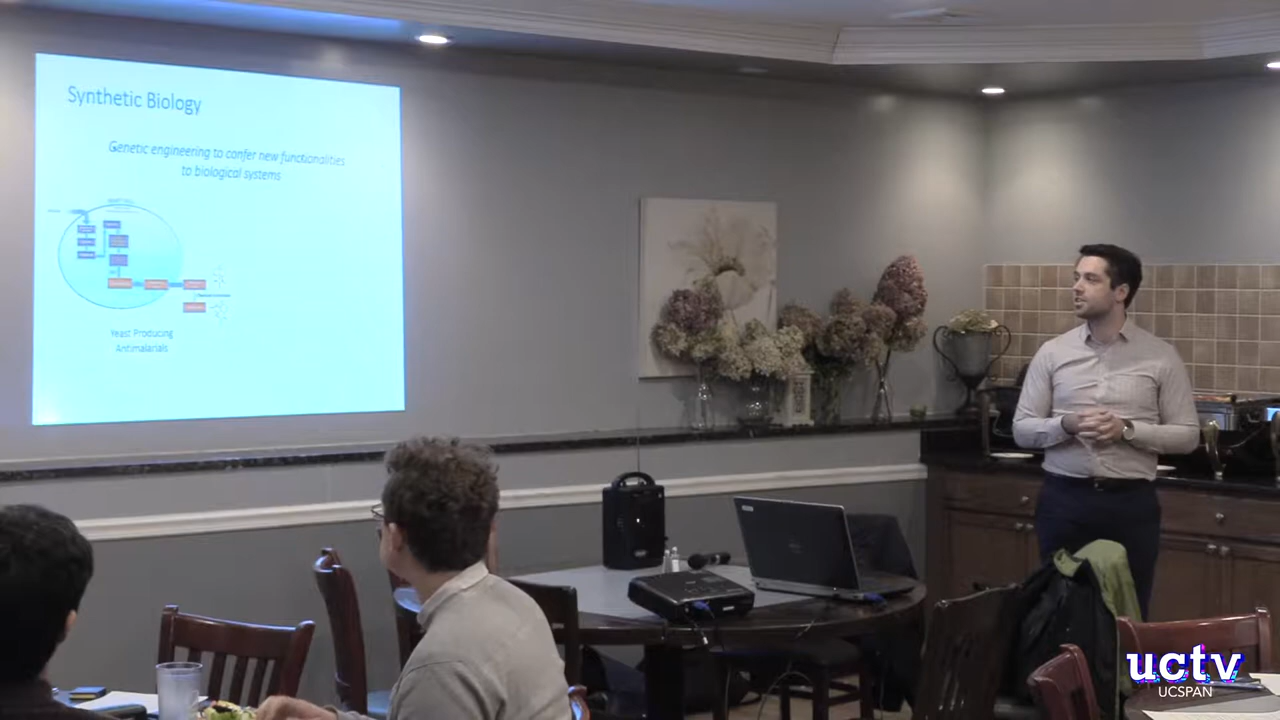 Synthetic Biology
Genetic engineering to confer new functionalities
to biological systems
Yeast Producing
Antimalarials
uctv
UCSPAN